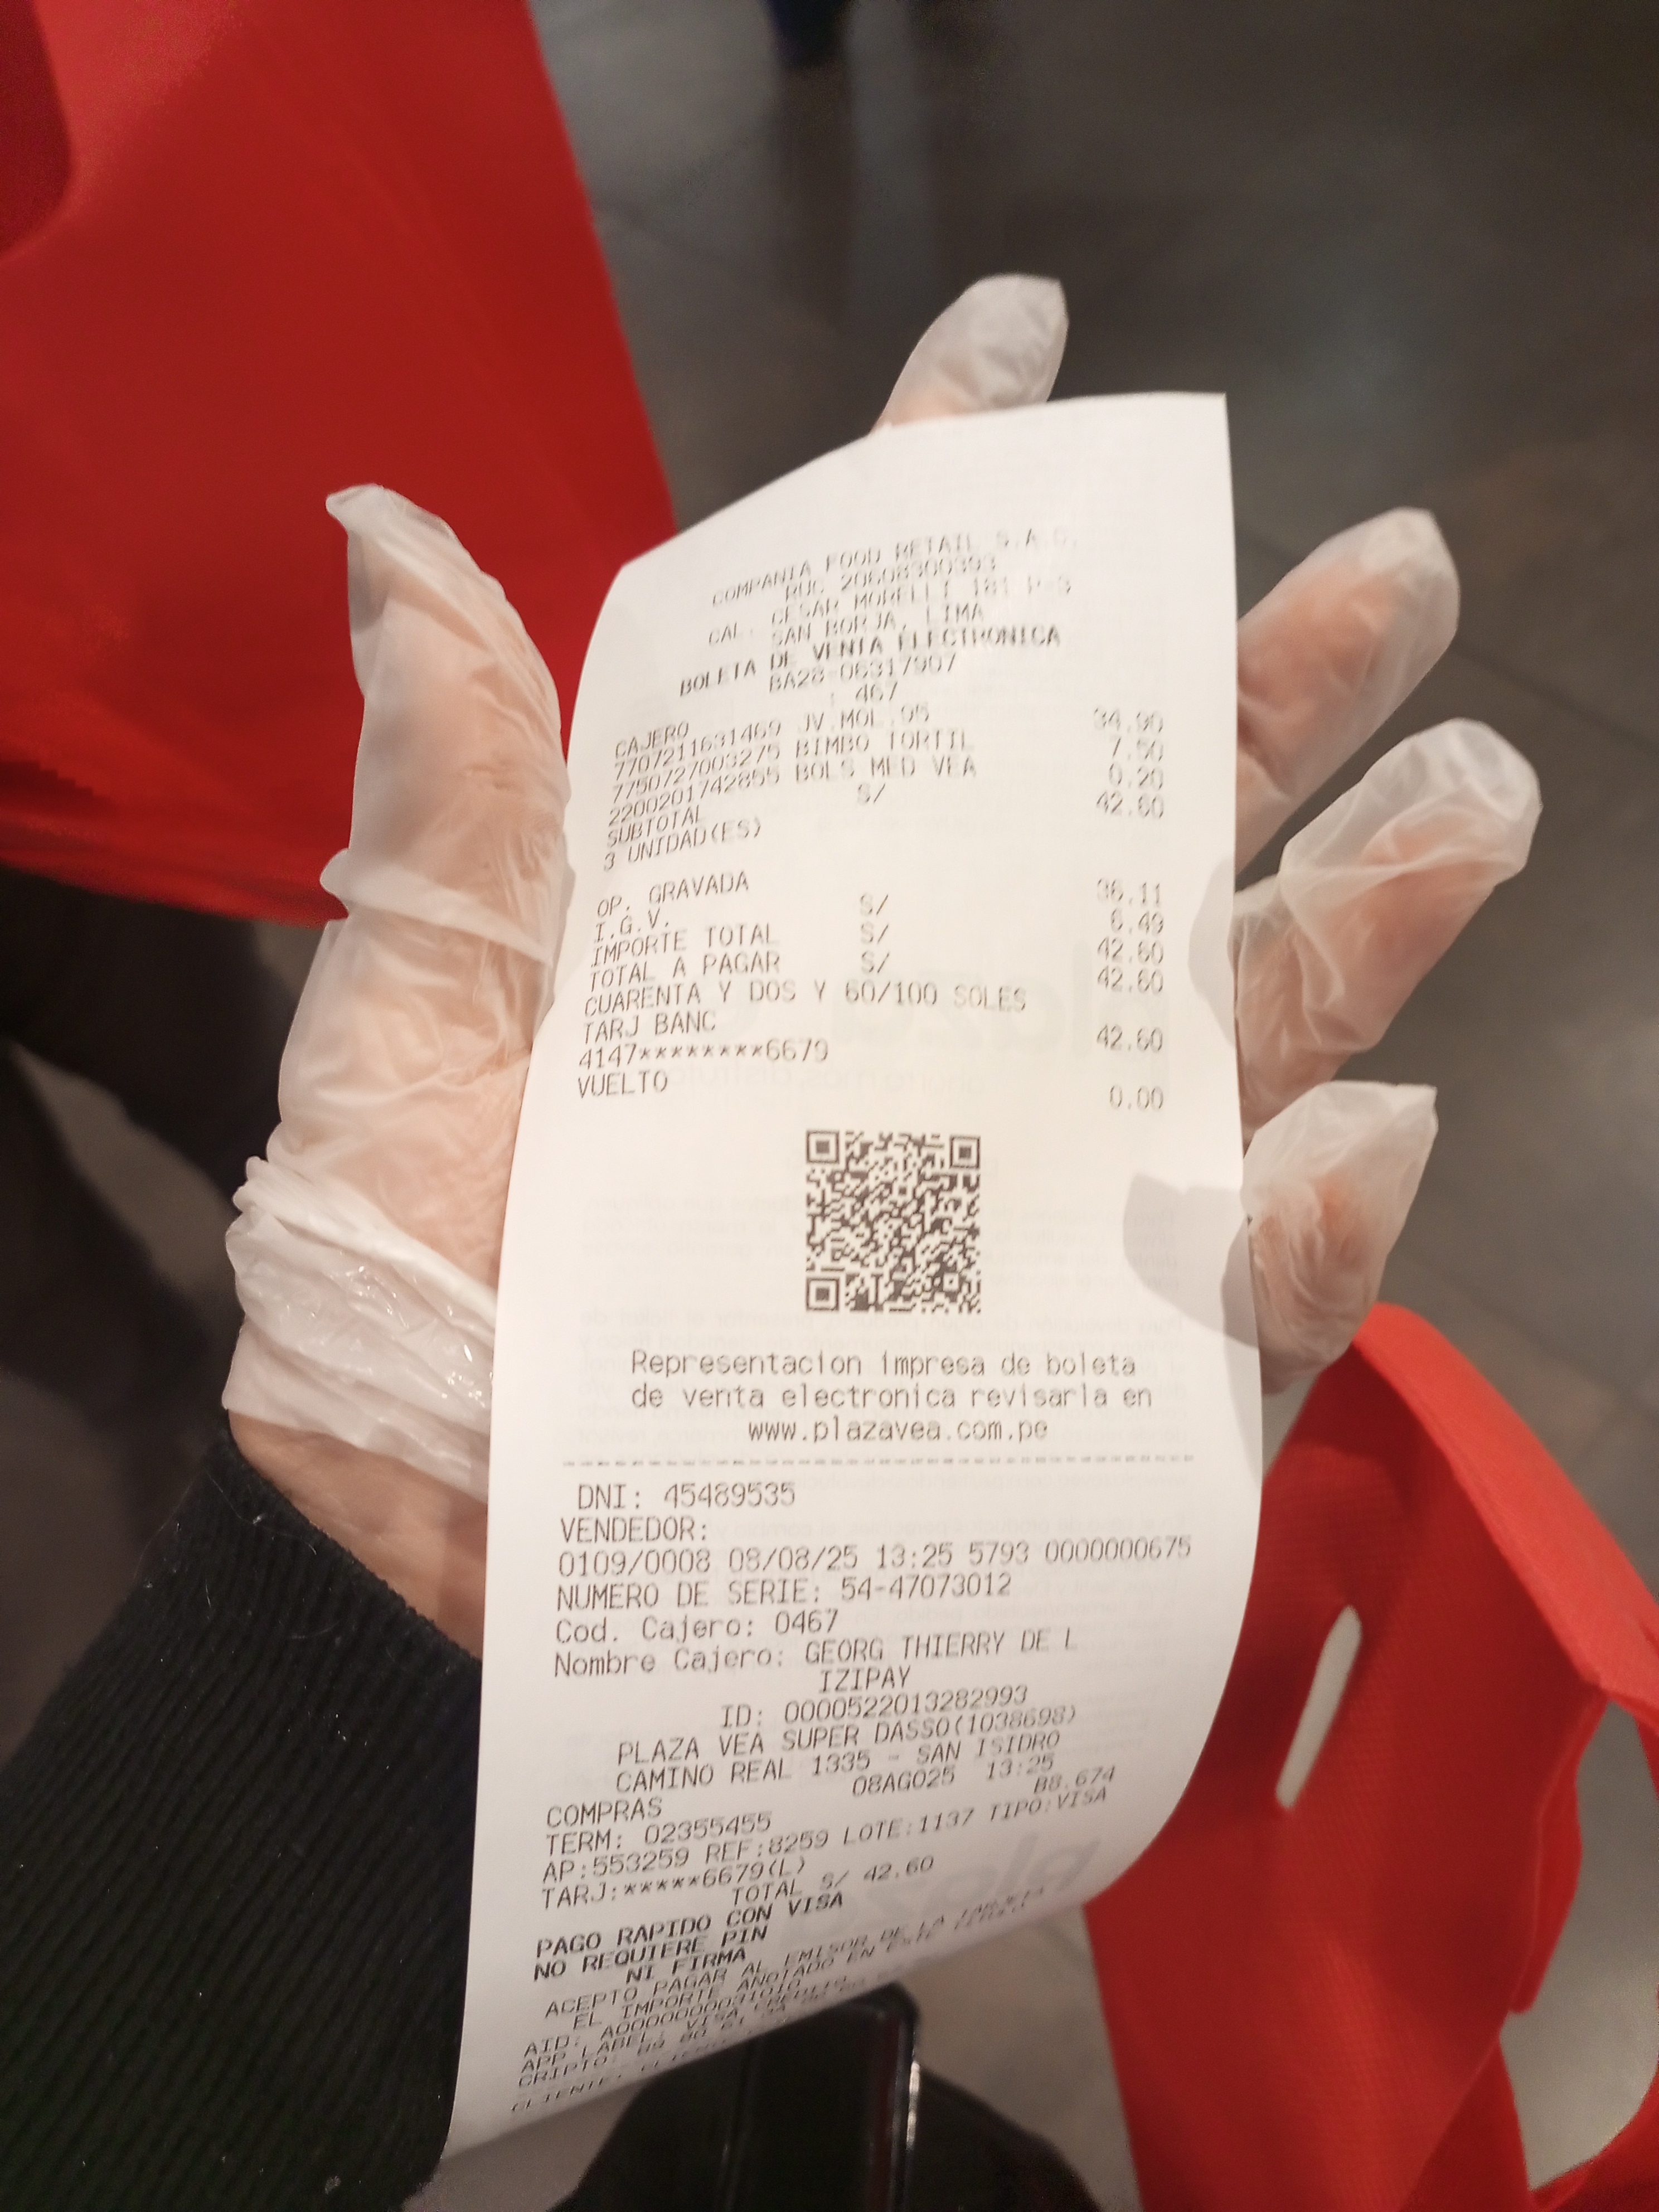 COMPANIA FOOD RETAIL S.A.C.
RUC 20608300393
CAL. CESAR MORELLI 181 P-3
SAN BORJA, LIMA
BOLETA DE VENTA ELECTRONICA
BA28-06317907
CAJERO : 467
7707211631469 JV.MOL.95 34.90
7750727003275 BIMBO TORTIL 7.50
2200201742855 BOLS MED VEA 0.20
SUBTOTAL S/ 42.60
3 UNIDAD(ES)
OP. GRAVADA S/ 36.11
I.G.V. S/ 6.49
IMPORTE TOTAL S/ 42.60
TOTAL A PAGAR 42.60
CUARENTA Y DOS Y 60/100 SOLES
TARJ BANC 42.60
4147********6679
VUELTO 0.00
Representacion impresa de boleta
de venta electronica revisarla en
www.plazavea.com.pe
DNI: 45489535
VENDEDOR:
0109/0008 08/08/25 13:25 5793 0000000675
NUMERO DE SERIE: 54-47073012
Cod. Cajero: 0467
Nombre Cajero: GEORG THIERRY DE L
IZIPAY
ID: 0000522013282993
PLAZA VEA SUPER DASSO(1038698)
CAMINO REAL 1335 - SAN ISIDRO
08AGO25 13:25
COMPRAS B8.674
TERM: 02355455
AP:553259 REF:8259 LOTE:1137 TIPO:VISA
TARJ:*****6679(L)
TOTAL S/ 42.60
PAGO RAPIDO CON VISA
NO REQUIERE PIN
NI FIRMA
ACEPTO PAGAR AL EMISOR DE LA TARJETA
EL IMPORTE ANOTADO EN ESTE
AID: A0000000031010
APP LABEL: VISA CREDITO
CRIPTO:
CLIENTE: